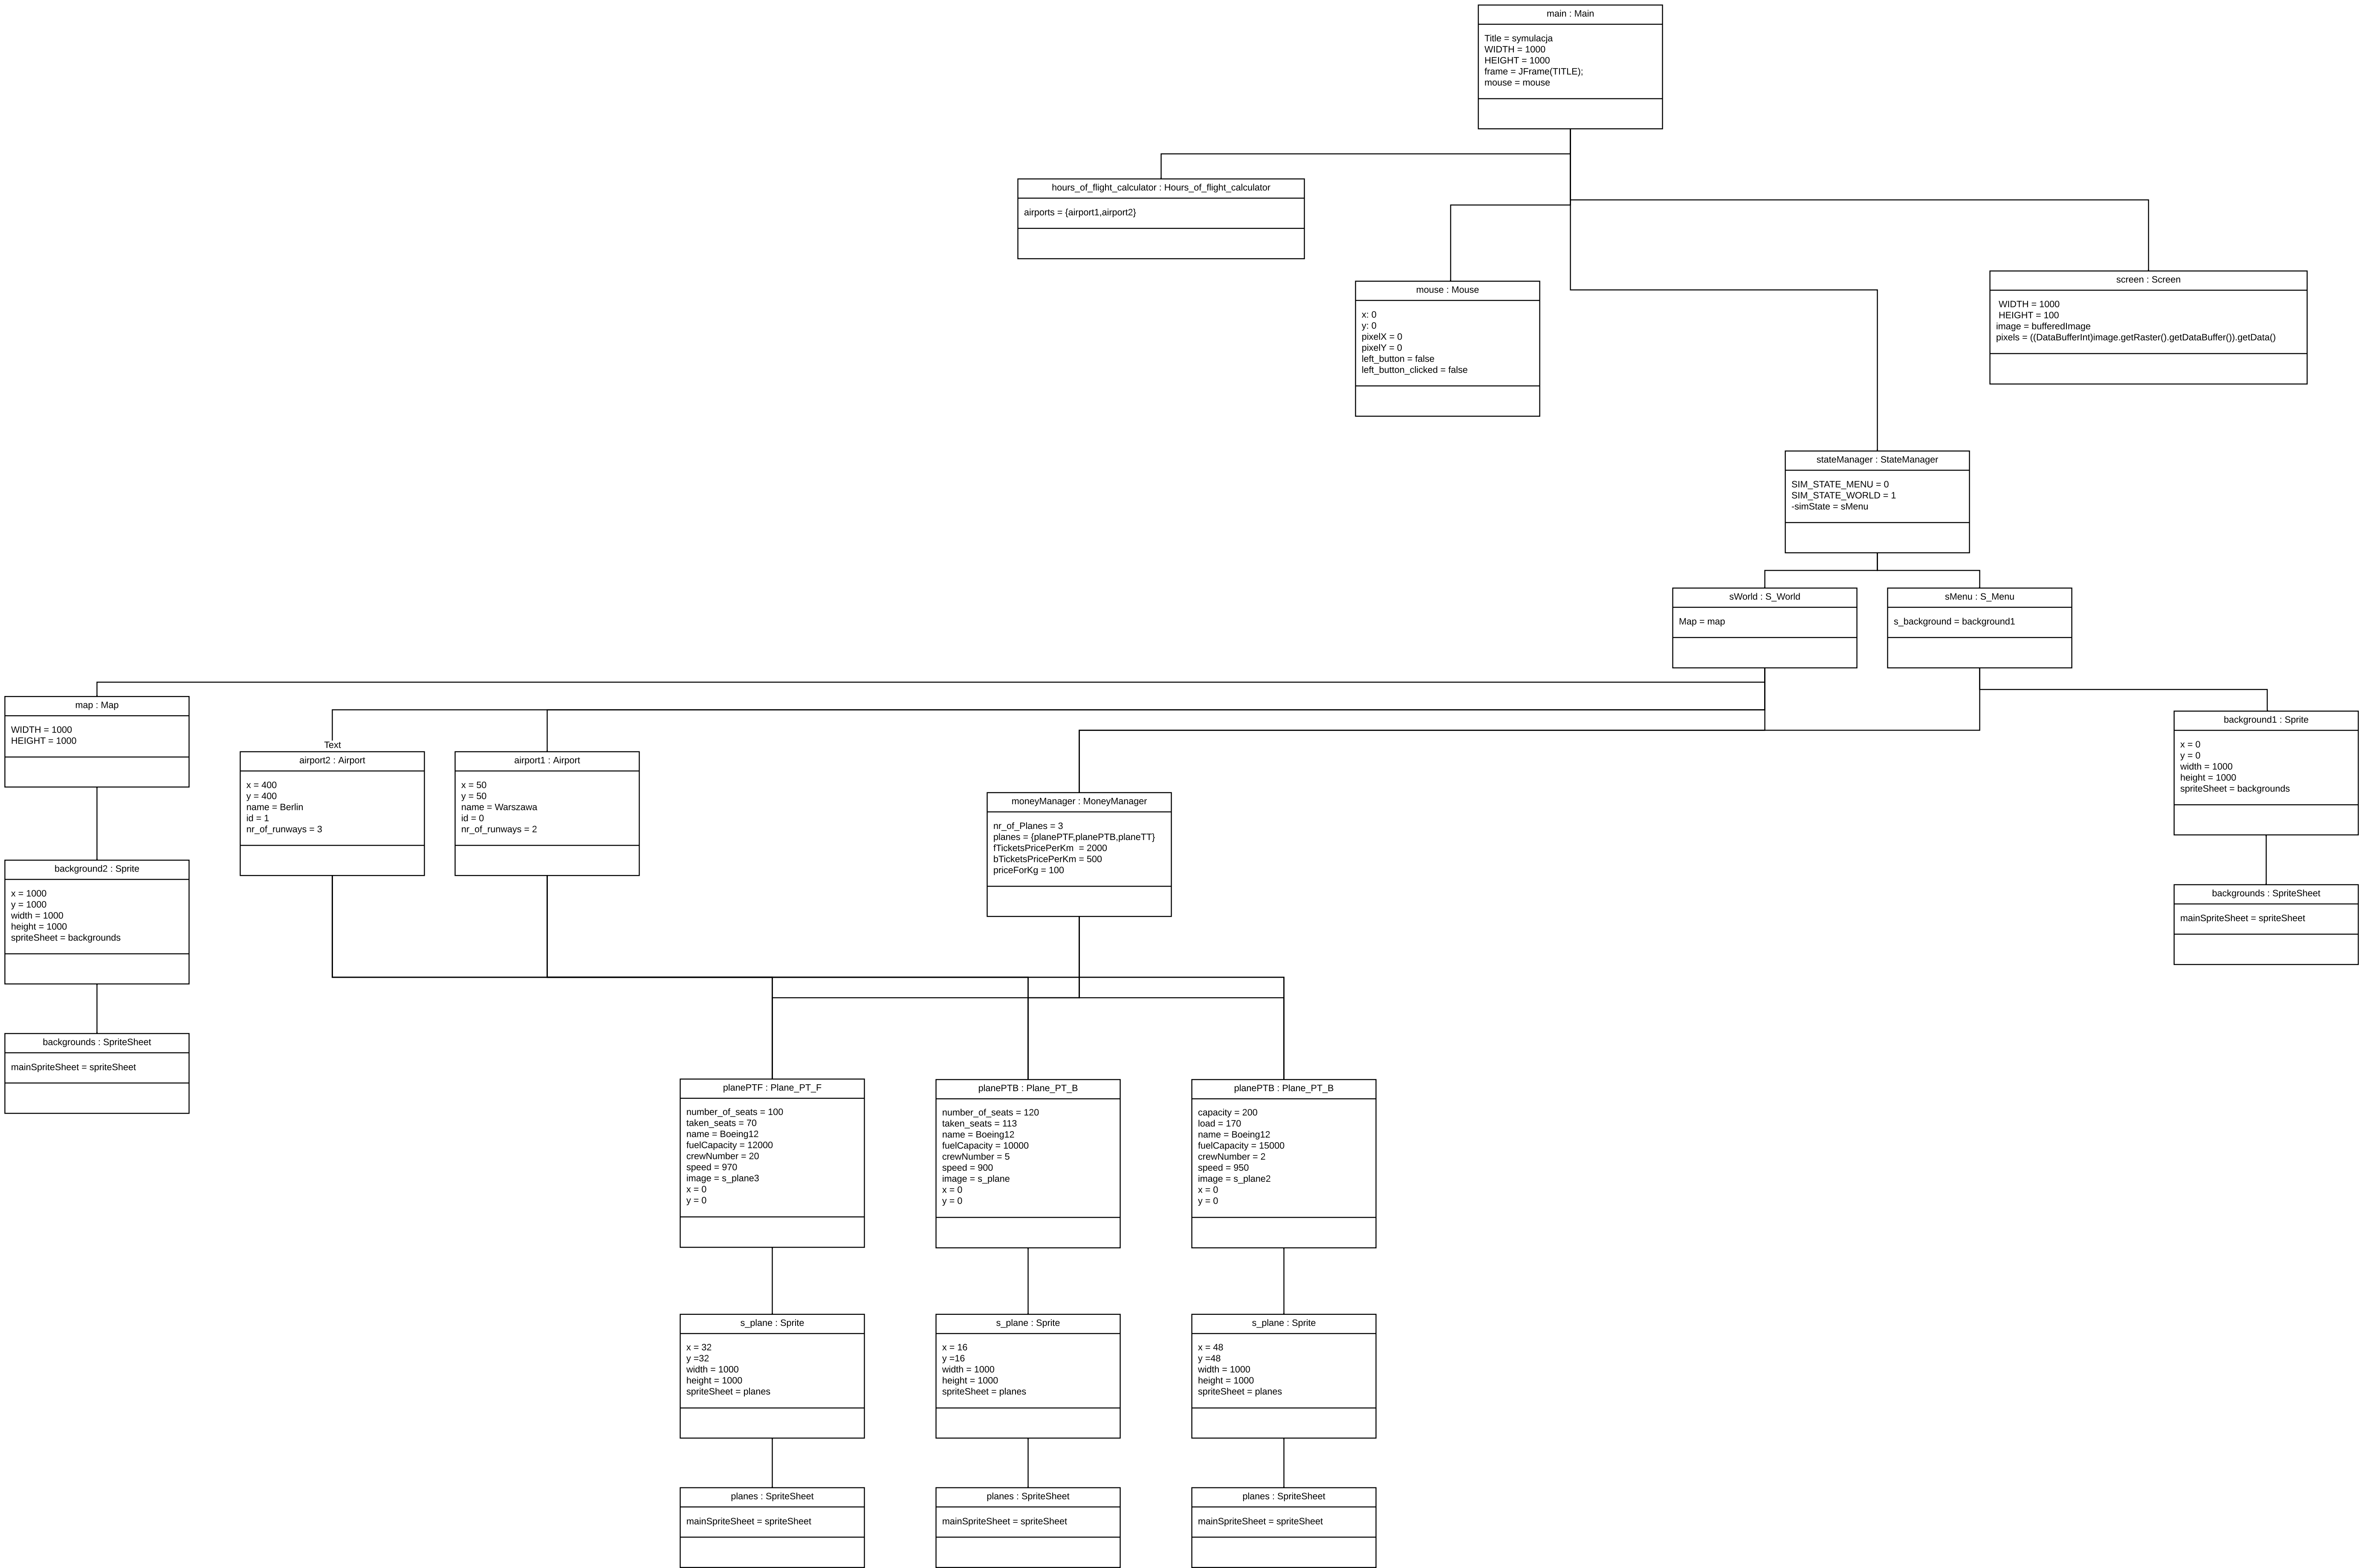 main : Main
Title = symulacja
WIDTH = 1000
HEIGHT = 1000
frame = JFrame(TITLE);
mouse = mouse
hours_of_flight_calculator : Hours_of_flight_calculator
airports = {airport1,airport2}
mouse : Mouse
x: 0
y: 0
pixelX = 0
pixelY = 0
left_button = false
left_button_clicked = false
screen : Screen
WIDTH = 1000
HEIGHT = 100
image = bufferedImage
pixels = ((DataBufferInt)image.getRaster().getDataBuffer()).getData()
stateManager : StateManager
SIM_STATE_MENU = 0
SIM_STATE_WORLD = 1
-simState = sMenu
sWorld : S_World
Map = map
sMenu : S_Menu
s_background = background1
map : Map
WIDTH = 1000
HEIGHT = 1000
Text
airport2 : Airport
x = 400
y = 400
name = Berlin
id = 1
nr_of_runways = 3
airport1 : Airport
x = 50
y = 50
name = Warszawa
id = 0
nr_of_runways = 2
moneyManager : MoneyManager
nr_of_Planes = 3
planes = {planePTF,planePTB,planeTT}
fTicketsPricePerKm  = 2000
bTicketsPricePerKm = 500
priceForKg = 100
background1 : Sprite
x = 0
y = 0
width = 1000
height = 1000
spriteSheet = backgrounds
background2 : Sprite
x = 1000
y = 1000
width = 1000
height = 1000
spriteSheet = backgrounds
backgrounds : SpriteSheet
mainSpriteSheet = spriteSheet
backgrounds : SpriteSheet
mainSpriteSheet = spriteSheet
planePTF : Plane_PT_F
number_of_seats = 100
taken_seats = 70
name = Boeing12
fuelCapacity = 12000
crewNumber = 20
speed = 970
image = s_plane3
x = 0
y = 0
planePTB : Plane_PT_B
number_of_seats = 120
taken_seats = 113
name = Boeing12
fuelCapacity = 10000
crewNumber = 5
speed = 900
image = s_plane
x = 0
y = 0
planePTB : Plane_PT_B
capacity = 200
load = 170
name = Boeing12
fuelCapacity = 15000
crewNumber = 2
speed = 950
image = s_plane2
x = 0
y = 0
s_plane : Sprite
x = 32
y =32
width = 1000
height = 1000
spriteSheet = planes
s_plane : Sprite
x = 16
y =16
width = 1000
height = 1000
spriteSheet = planes
s_plane : Sprite
x = 48
y =48
width = 1000
height = 1000
spriteSheet = planes
planes : SpriteSheet
mainSpriteSheet = spriteSheet
planes : SpriteSheet
mainSpriteSheet = spriteSheet
planes : SpriteSheet
mainSpriteSheet = spriteSheet